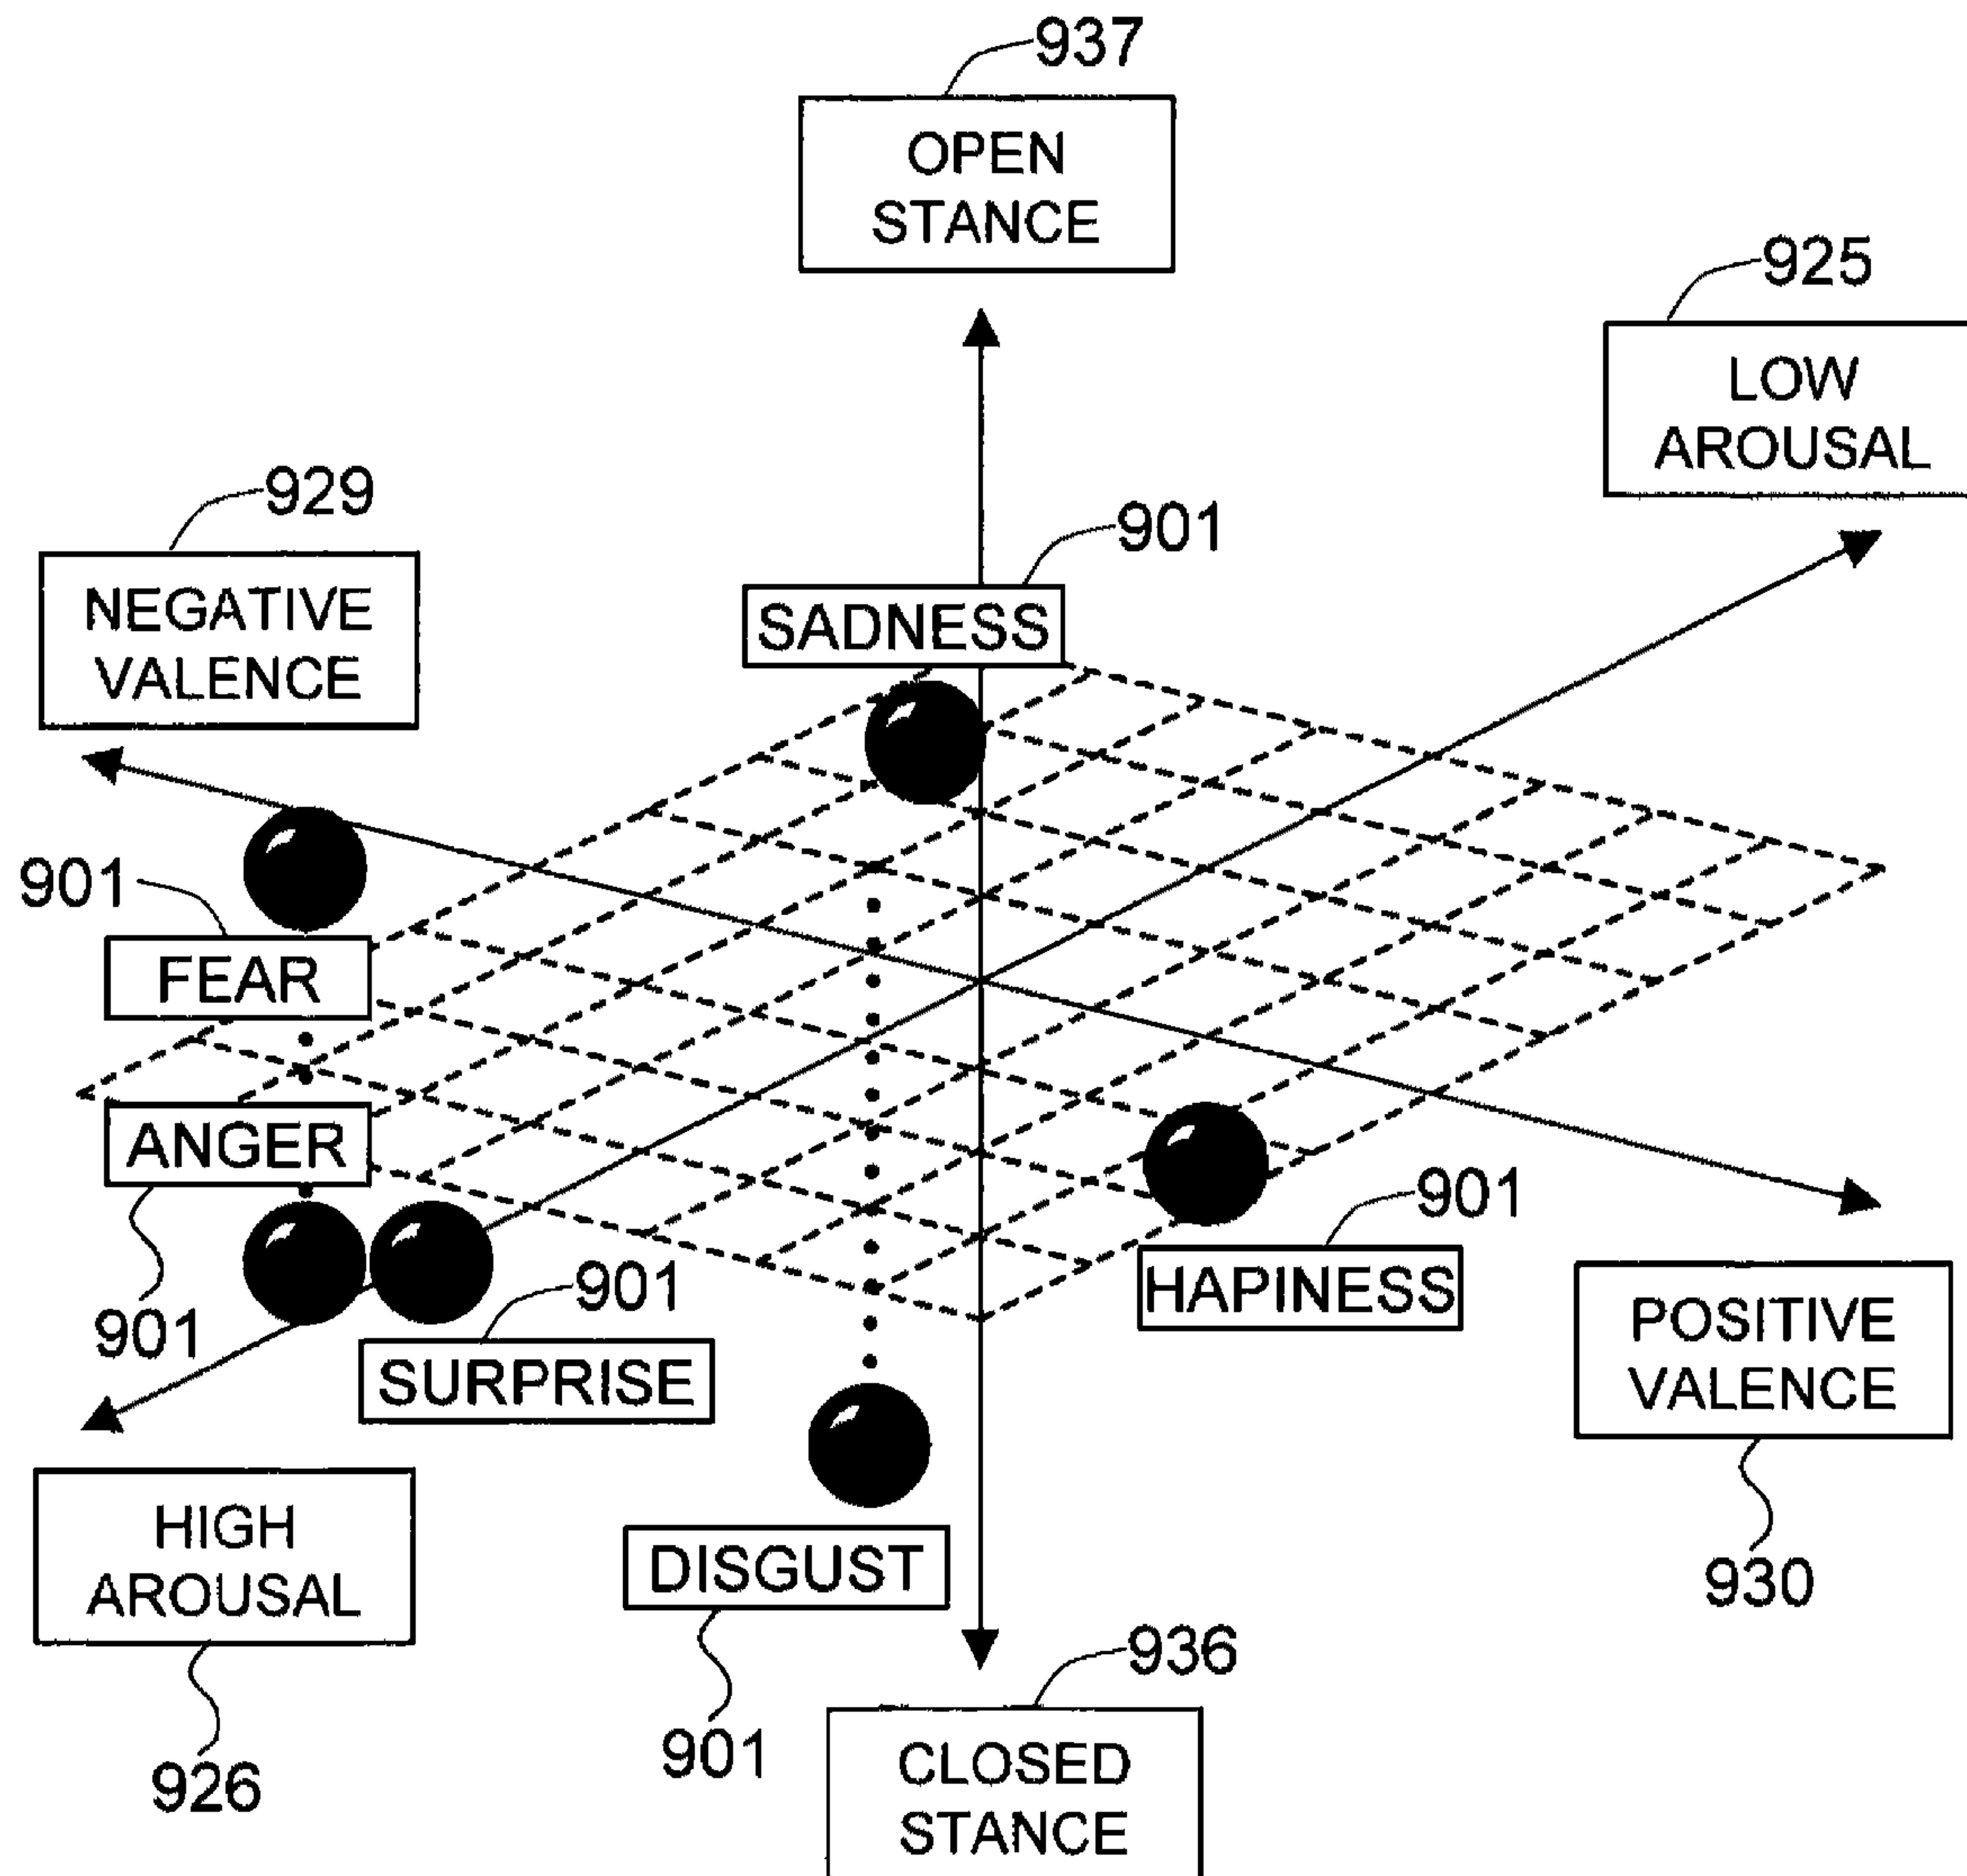 937
OPEN
STANCE
925
LOW
AROUSAL
929
NEGATIVE
VALENCE
901
SADNESS
901
FEAR
ANGER
901
901
HAPINESS
901
SURPRISE
POSITIVE
VALENCE
930
HIGH
AROUSAL
926
DISGUST
901
936
CLOSED
STANCE